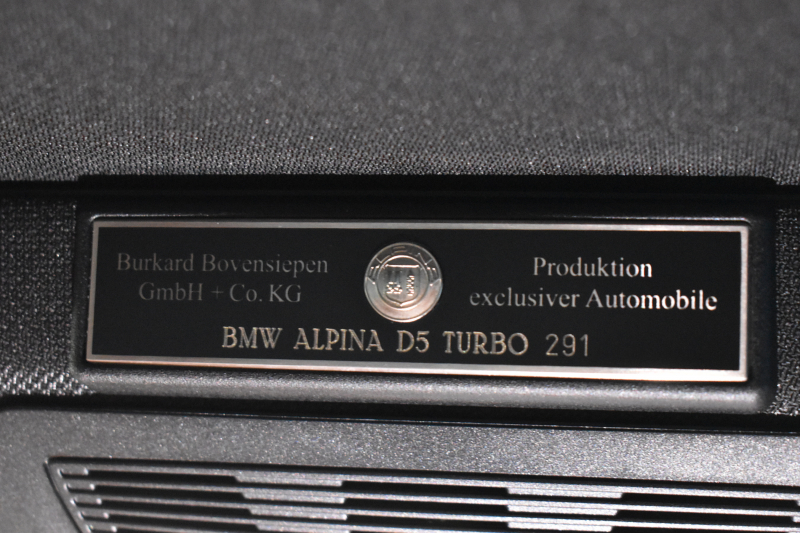 Burkard Bovensiepen
GmbH + Co. KG
Produktion
exclusiver Automobile
BMW ALPINA D5 TURBO 291